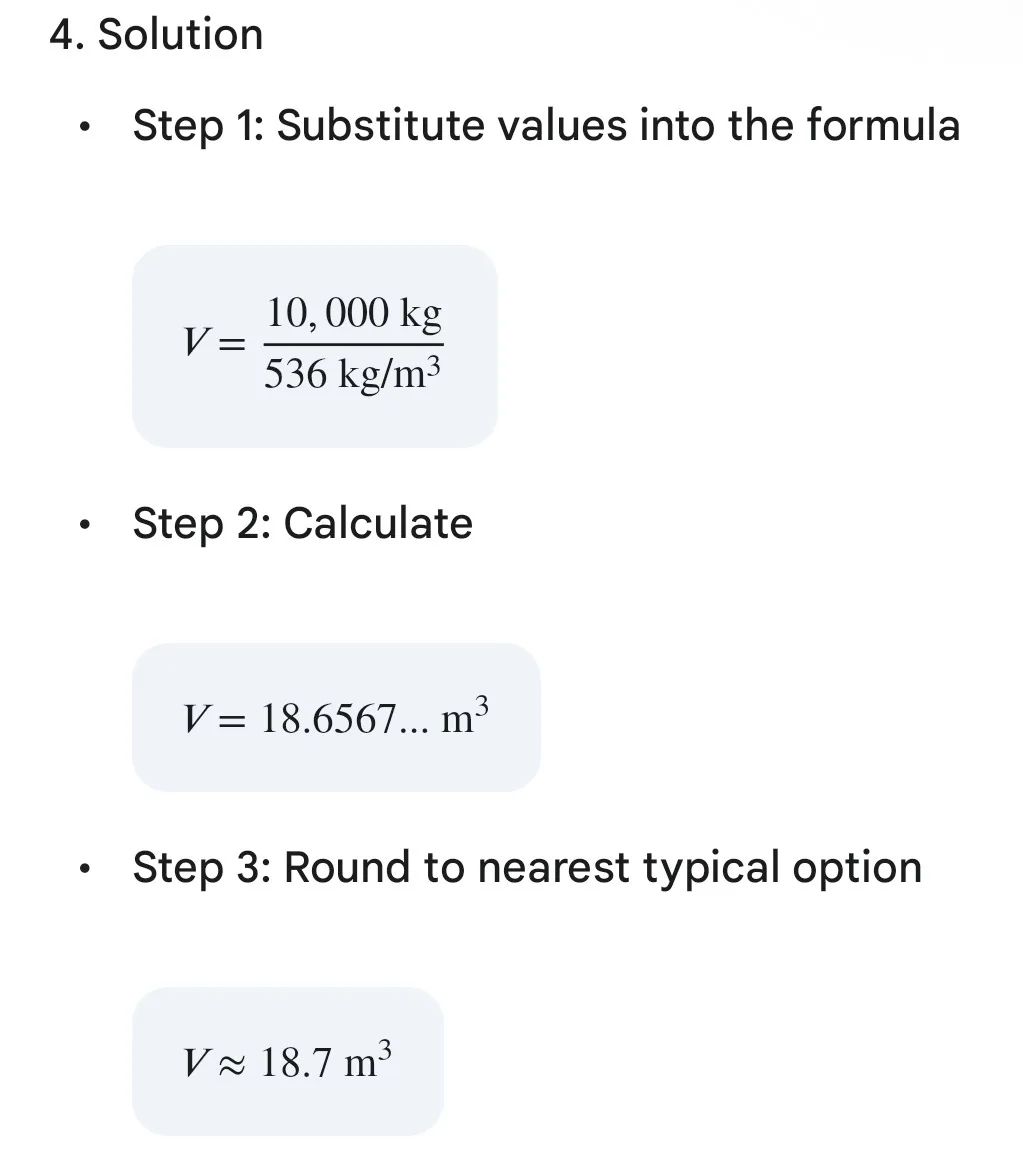 4. Solution
• Step 1: Substitute values into the formula
V = 10,000 kg / 536 kg/m³
• Step 2: Calculate
V = 18.6567... m³
• Step 3: Round to nearest typical option
V ≈ 18.7 m³